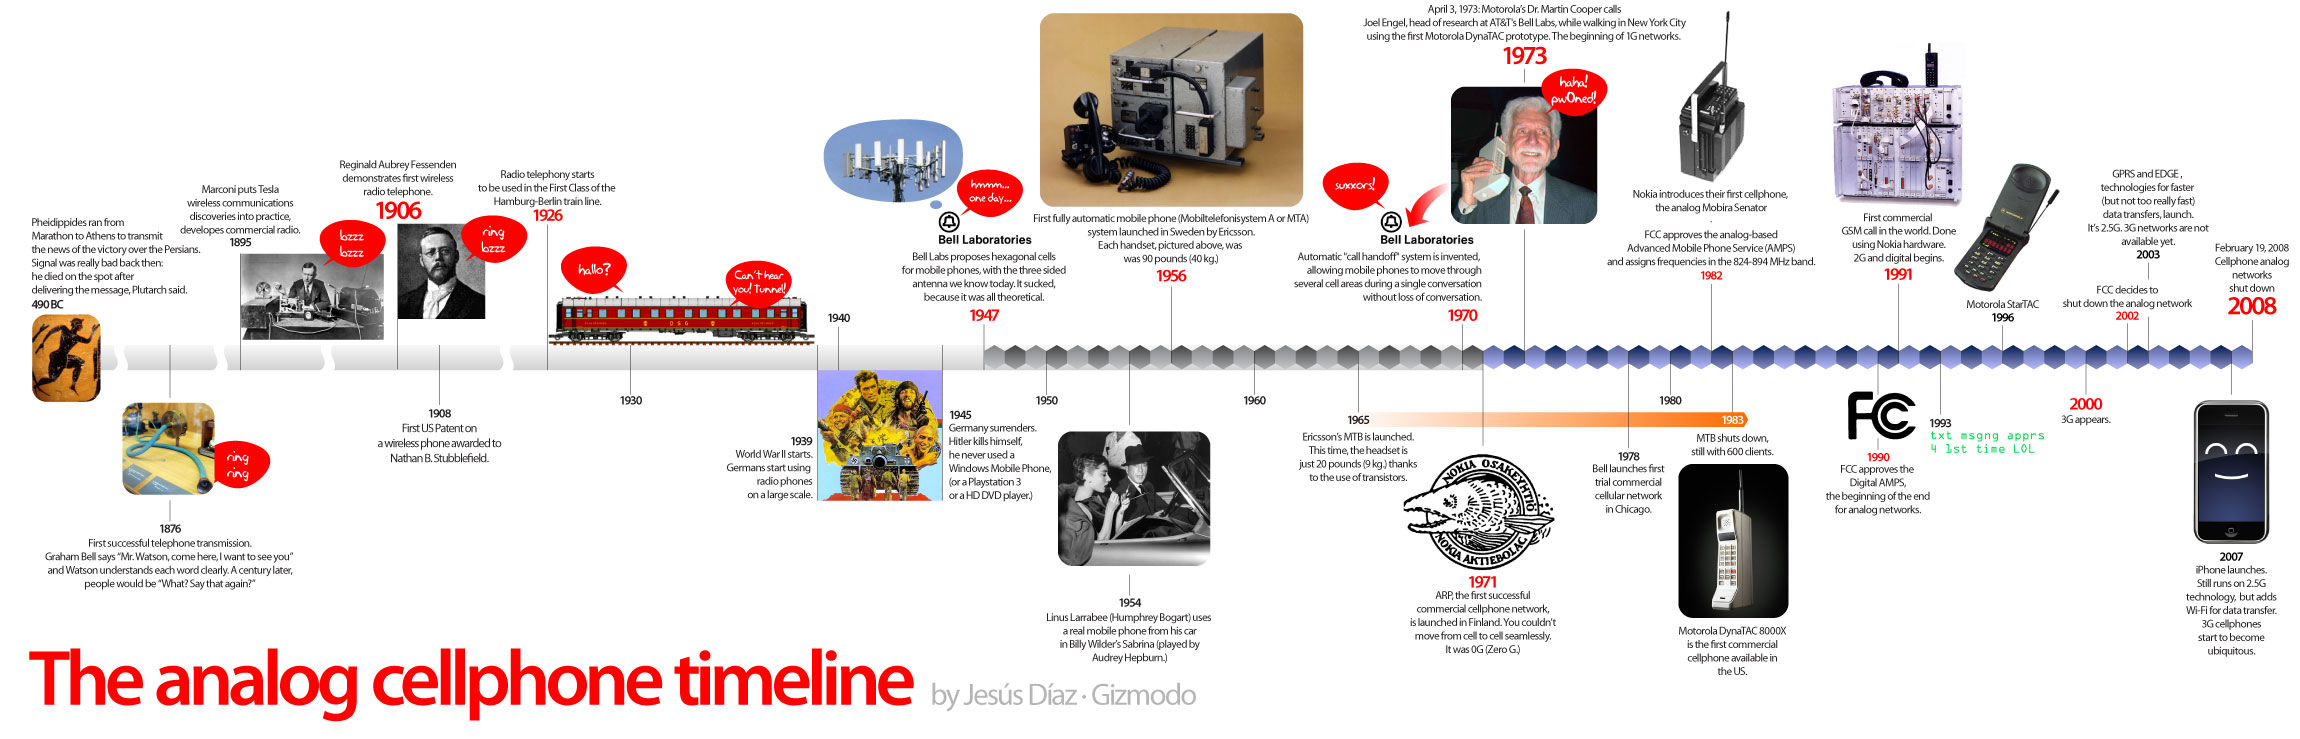 Pheidippides ran from
Marathon to Athens to transmit
the news of the victory over the Persians.
Signal was really bad back then:
he died on the spot after
delivering the message, Plutarch said.
490 BC
ring
ring
1876
First successful telephone transmission.
Graham Bell says “Mr. Watson, come here, I want to see you”
and Watson understands each word clearly. A century later,
people would be “What? Say that again?”
Marconi puts Tesla
wireless communications
discoveries into practice,
developes commercial radio.
1895
bzzz
bzzz
Reginald Aubrey Fessenden
demonstrates first wireless
radio telephone.
1906
ring
bzzz
1908
First US Patent on
a wireless phone awarded to
Nathan B. Stubblefield.
Radio telephony starts
to be used in the First Class of the
Hamburg-Berlin train line.
1926
hallo?
Can't hear
you! Tunnel!
DSG
1930
1939
World War II starts.
Germans start using
radio phones
on a large scale.
1940
1945
Germany surrenders.
Hitler kills himself,
he never used a
Windows Mobile Phone,
(or a Playstation 3
or a HD DVD player.)
hmmm...
one day...
Bell Laboratories
Bell Labs proposes hexagonal cells
for mobile phones, with the three sided
antenna we know today. It sucked,
because it was all theoretical.
1947
1950
1954
Linus Larrabee (Humphrey Bogart) uses
a real mobile phone from his car
in Billy Wilder's Sabrina (played by
Audrey Hepburn.)
First fully automatic mobile phone (Mobiltelefonisystem A or MTA)
system launched in Sweden by Ericsson.
Each handset, pictured above, was
was 90 pounds (40 kg.)
1956
1960
1965
Ericsson's MTB is launched.
This time, the headset is
just 20 pounds (9 kg.) thanks
to the use of transistors.
suxxors!
Bell Laboratories
Automatic "call handoff" system is invented,
allowing mobile phones to move through
several cell areas during a single conversation
without loss of conversation.
1970
NOKIA OSAKEYHTIÖ
NOKIA AKTIEBOLAG
1971
ARP, the first successful
commercial cellphone network,
is launched in Finland. You couldn't
move from cell to cell seamlessly.
It was 0G (Zero G.)
April 3, 1973: Motorola's Dr. Martin Cooper calls
Joel Engel, head of research at AT&T's Bell Labs, while walking in New York City
using the first Motorola DynaTAC prototype. The beginning of 1G networks.
1973
haha!
pw0ned!
1978
Bell launches first
trial commercial
cellular network
in Chicago.
1980
Nokia introduces their first cellphone,
the analog Mobira Senator
.
FCC approves the analog-based
Advanced Mobile Phone Service (AMPS)
and assigns frequencies in the 824-894 MHz band.
1982
1983
MTB shuts down,
still with 600 clients.
Motorola DynaTAC 8000X
is the first commercial
cellphone available in
the US.
FCC
1990
FCC approves the
Digital AMPS,
the beginning of the end
for analog networks.
First commercial
GSM call in the world. Done
using Nokia hardware.
2G and digital begins.
1991
1993
txt msgng apprs
4 1st time LOL
Motorola StarTAC
1996
2000
3G appears.
FCC decides to
shut down the analog network
2002
GPRS and EDGE ,
technologies for faster
(but not too really fast)
data transfers, launch.
It's 2.5G. 3G networks are not
available yet.
2003
2007
iPhone launches.
Still runs on 2.5G
technology, but adds
Wi-Fi for data transfer.
3G cellphones
start to become
ubiquitous.
February 19, 2008
Cellphone analog
networks
shut down
2008
The analog cellphone timeline by Jesús Díaz · Gizmodo